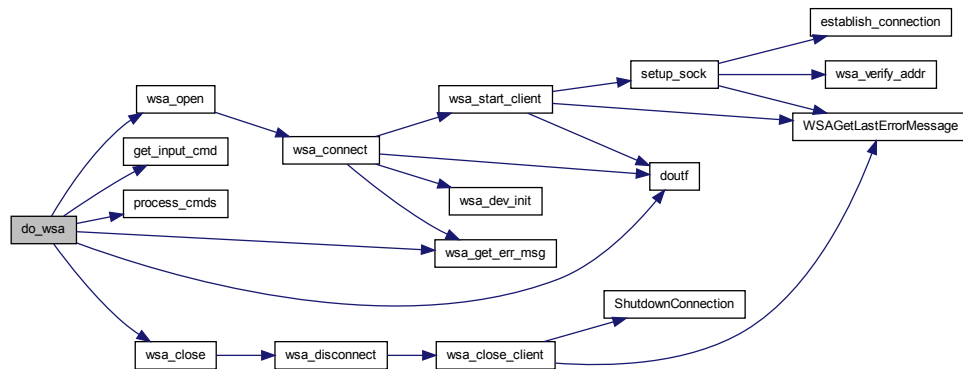 establish_connection
setup_sock
wsa_verify_addr
wsa_open
wsa_start_client
WSAGetLastErrorMessage
get_input_cmd
wsa_connect
doutf
process_cmds
wsa_dev_init
do_wsa
wsa_get_err_msg
ShutdownConnection
wsa_close
wsa_disconnect
wsa_close_client